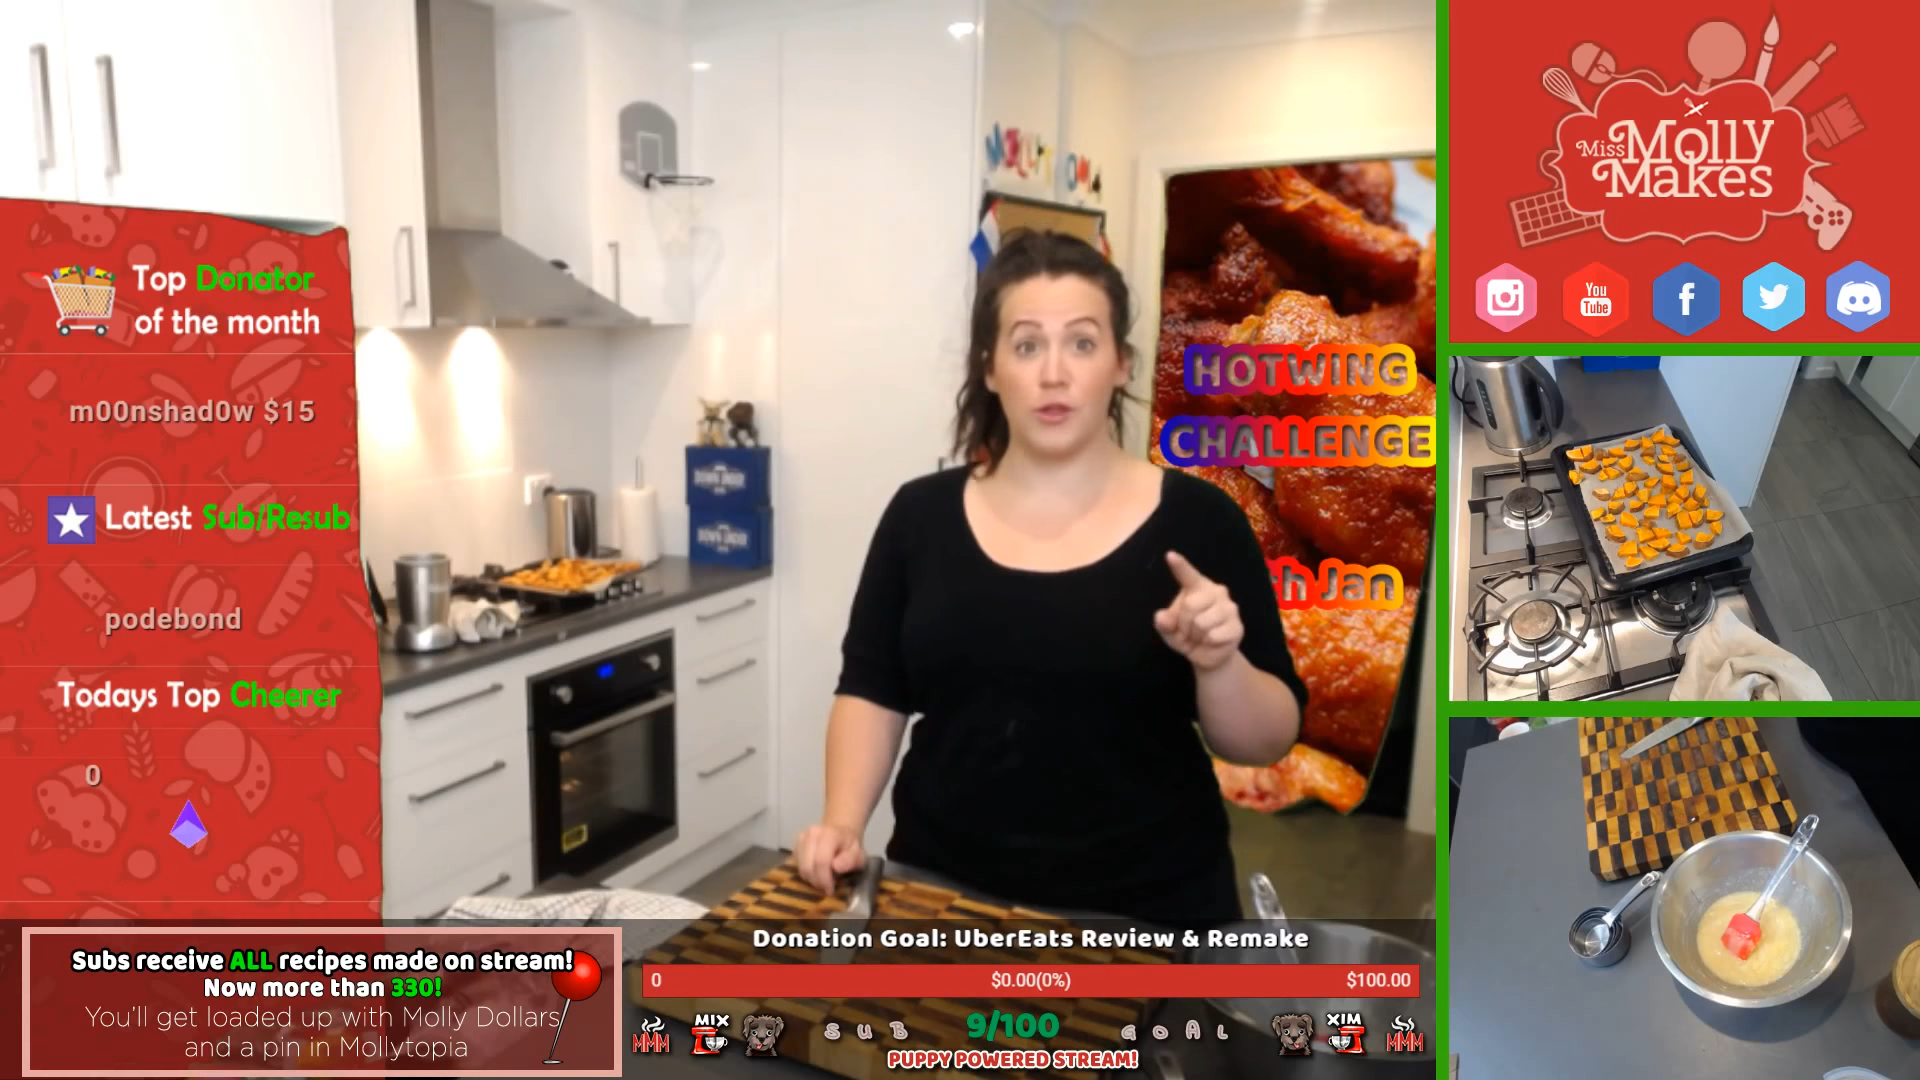 Top Donator
of the month
m00nshad0w $15
Latest Sub/Resub
podebond
Todays Top Cheerer
0
Subs receive ALL recipes made on stream!
Now more than 330!
You'll get loaded up with Molly Dollars
and a pin in Mollytopia
HOTWING
CHALLENGE
h Jan
Donation Goal: UberEats Review & Remake
0 $0.00(0%) $100.00
MMM MIX SUB 9/100 GOAL XIM MMM
PUPPY POWERED STREAM!
Miss Molly
Makes
You
Tube
f